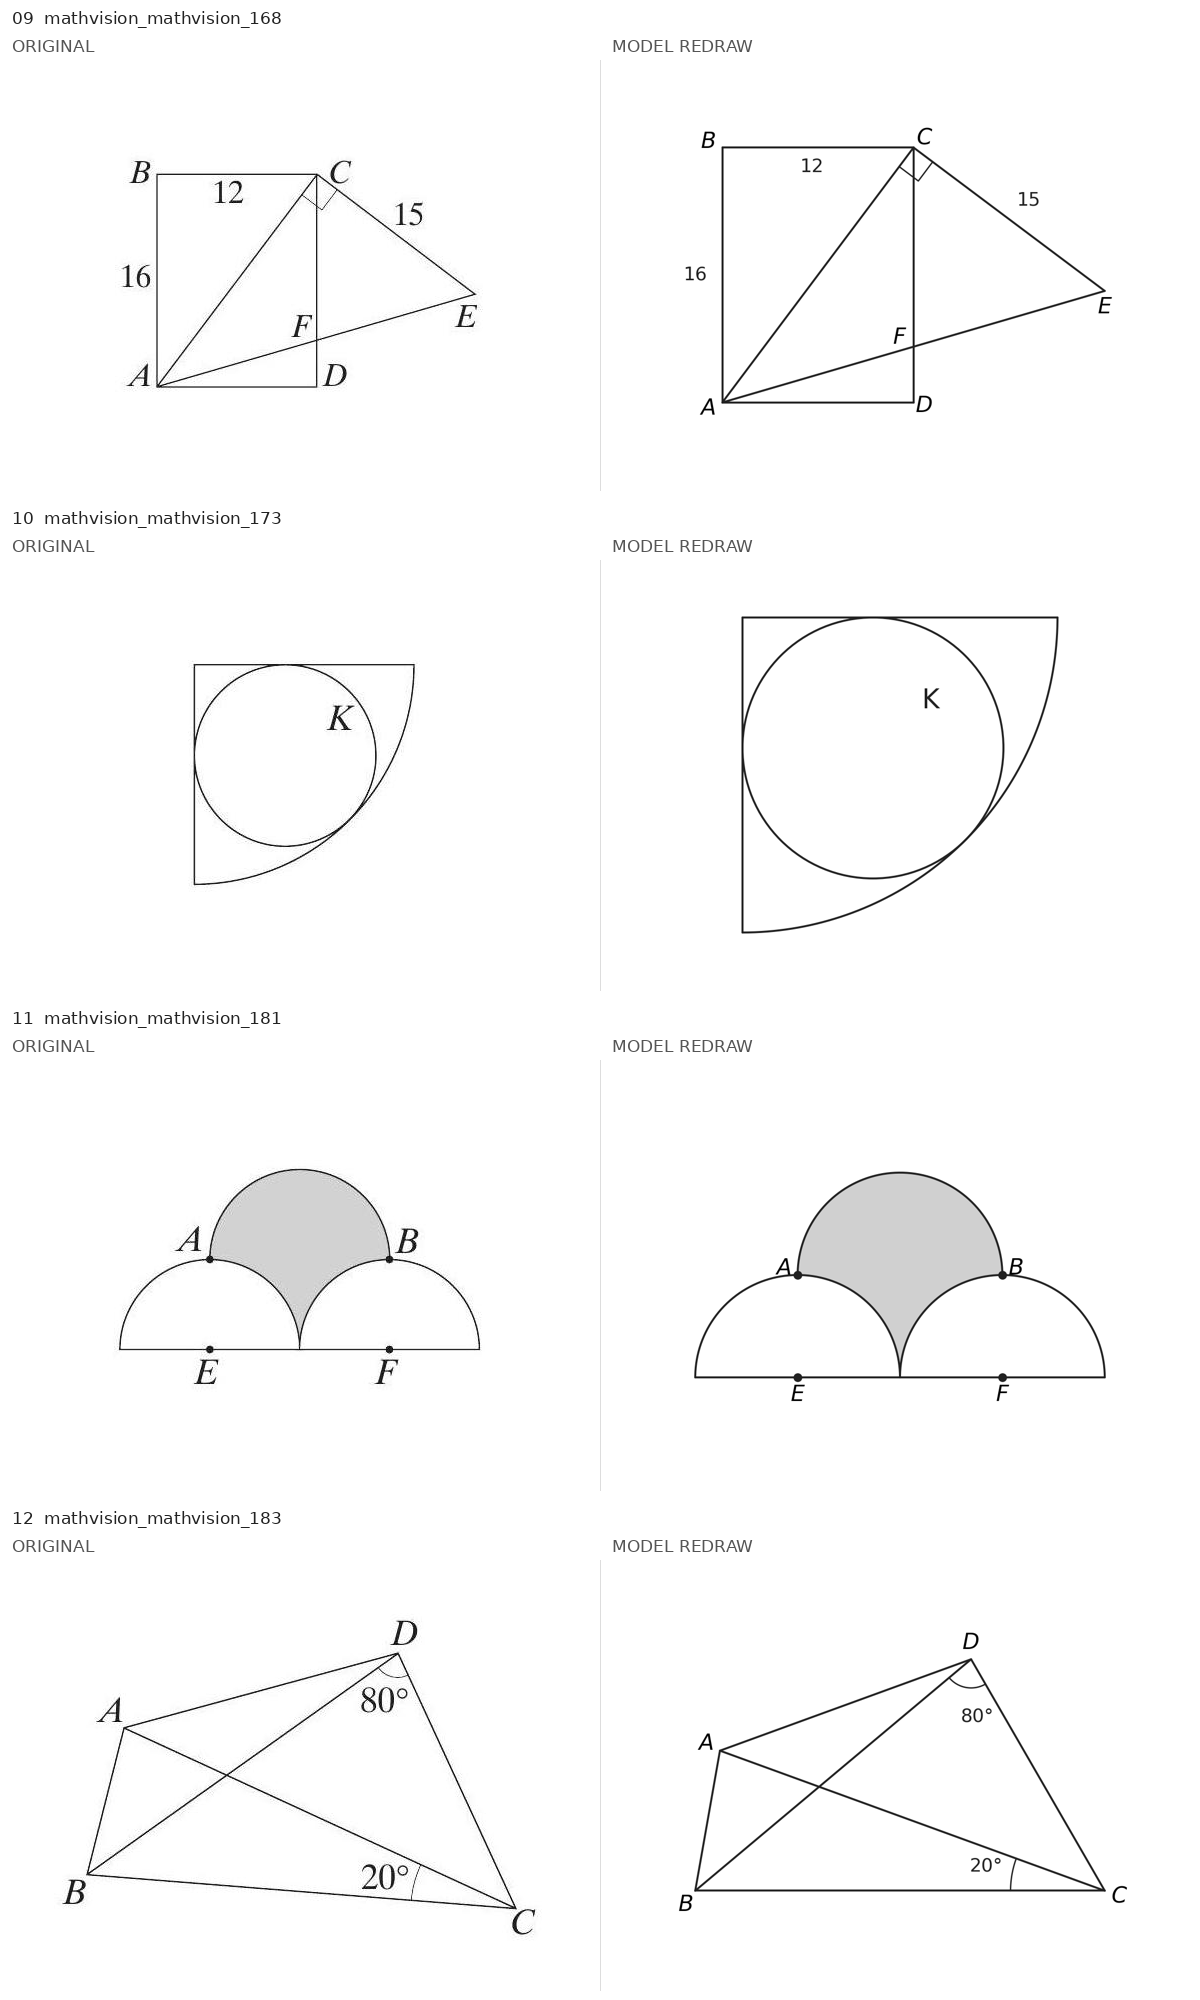 09 mathvision_mathvision_168
ORIGINAL
MODEL REDRAW
B
C
12
15
16
F
E
A
D
B
C
12
15
16
E
F
A
D
10 mathvision_mathvision_173
ORIGINAL
MODEL REDRAW
K
K
11 mathvision_mathvision_181
ORIGINAL
MODEL REDRAW
A
B
E
F
A
B
E
F
12 mathvision_mathvision_183
ORIGINAL
MODEL REDRAW
D
80°
A
20°
B
C
D
80°
A
20°
B
C